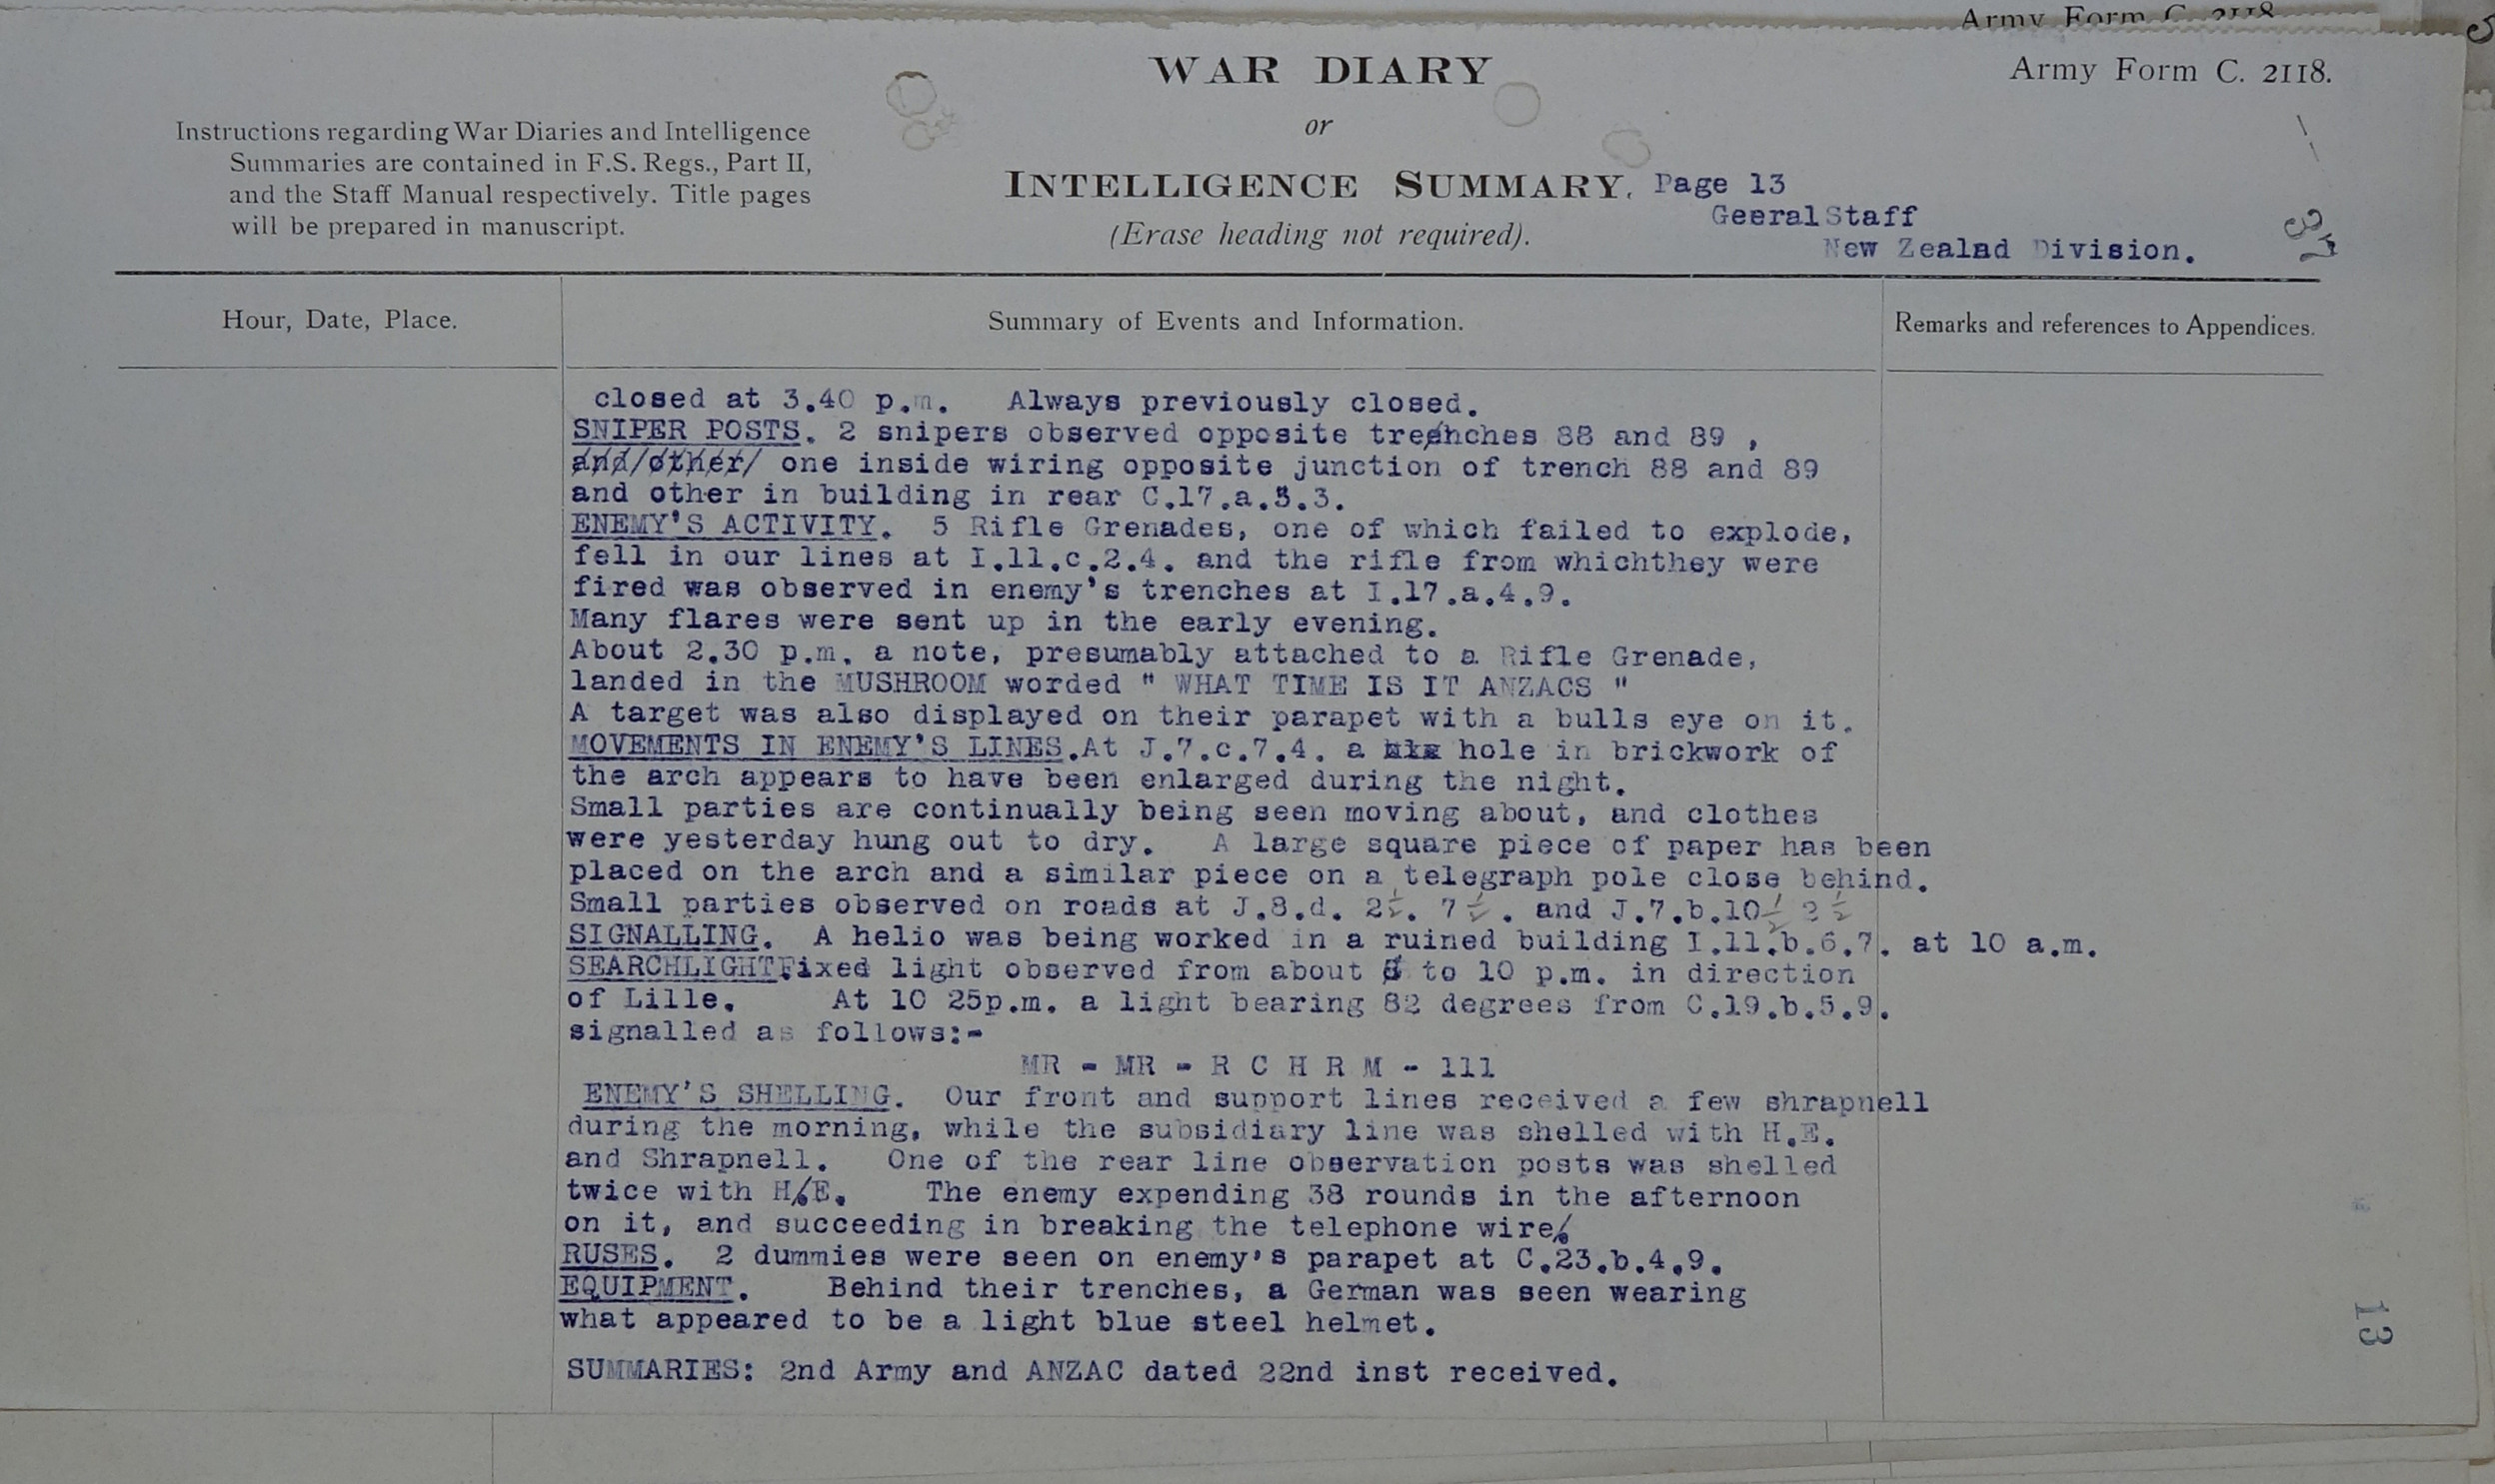 Army Form C. 2118
WAR DIARY
Army Form C. 2118.
or
Instructions regarding War Diaries and Intelligence
Summaries are contained in F.S. Regs., Part II,
and the Staff Manual respectively. Title pages
will be prepared in manuscript.
INTELLIGENCE SUMMARY. Page 13
(Erase heading not required).
Geeral Staff
New Zealad Division.
37
Hour, Date, Place.
Summary of Events and Information.
Remarks and references to Appendices.
closed at 3.40 p.m. Always previously closed.
SNIPER POSTS. 2 snipers observed opposite trenches 88 and 89 ,
and other one inside wiring opposite junction of trench 88 and 89
and other in building in rear C.17.a.3.3.
ENEMY'S ACTIVITY. 5 Rifle Grenades, one of which failed to explode,
fell in our lines at I.11.c.2.4. and the rifle from whichthey were
fired was observed in enemy's trenches at I.17.a.4.9.
Many flares were sent up in the early evening.
About 2.30 p.m. a note, presumably attached to a Rifle Grenade,
landed in the MUSHROOM worded " WHAT TIME IS IT ANZACS "
A target was also displayed on their parapet with a bulls eye on it.
MOVEMENTS IN ENEMY'S LINES.At J.7.c.7.4. a hole in brickwork of
the arch appears to have been enlarged during the night.
Small parties are continually being seen moving about, and clothes
were yesterday hung out to dry. A large square piece of paper has been
placed on the arch and a similar piece on a telegraph pole close behind.
Small parties observed on roads at J.8.d. 2½. 7½. and J.7.b.10½ 2½
SIGNALLING. A helio was being worked in a ruined building I.11.b.6.7. at 10 a.m.
SEARCHLIGHT.Fixed light observed from about to 10 p.m. in direction
of Lille. At 10 25p.m. a light bearing 82 degrees from C.19.b.5.9.
signalled as follows:-
MR - MR - R C H R M - 111
ENEMY'S SHELLING. Our front and support lines received a few shrapnell
during the morning, while the subsidiary line was shelled with H.E.
and Shrapnell. One of the rear line observation posts was shelled
twice with H.E. The enemy expending 38 rounds in the afternoon
on it, and succeeding in breaking the telephone wire.
RUSES. 2 dummies were seen on enemy's parapet at C.23.b.4.9.
EQUIPMENT. Behind their trenches, a German was seen wearing
what appeared to be a light blue steel helmet.
SUMMARIES: 2nd Army and ANZAC dated 22nd inst received.
13